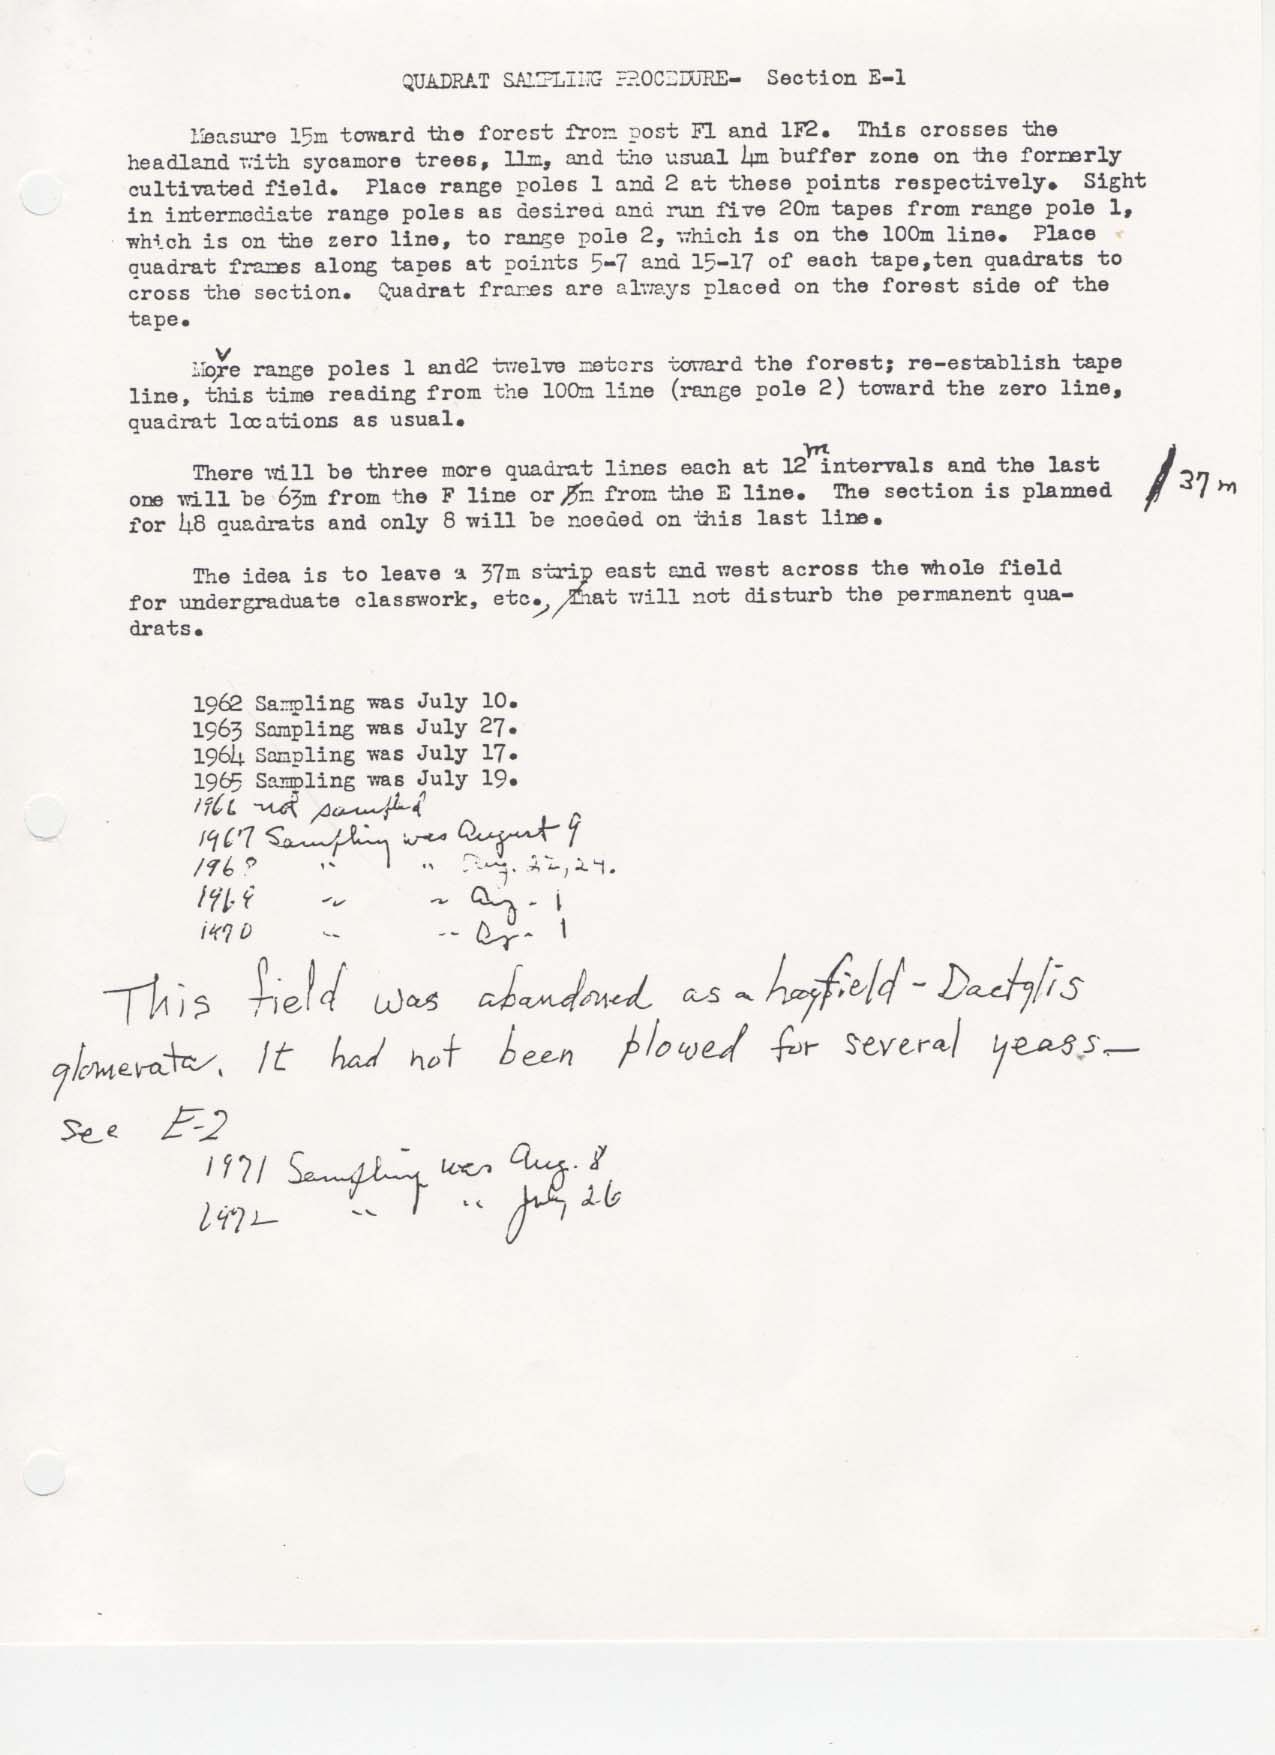 QUADRAT SAMPLING PROCEDURE- Section E-1
Measure 15m toward the forest from post F1 and 1F2. This crosses the
headland with sycamore trees, 11m, and the usual 4m buffer zone on the formerly
cultivated field. Place range poles 1 and 2 at these points respectively. Sight
in intermediate range poles as desired and run five 20m tapes from range pole 1,
which is on the zero line, to range pole 2, which is on the 100m line. Place
quadrat frames along tapes at points 5-7 and 15-17 of each tape,ten quadrats to
cross the section. Quadrat frames are always placed on the forest side of the
tape.
Move range poles 1 and2 twelve meters toward the forest; re-establish tape
line, this time reading from the 100m line (range pole 2) toward the zero line,
quadrat locations as usual.
There will be three more quadrat lines each at 12 m intervals and the last
one will be 63m from the F line or from the E line. The section is planned / 37 m
for 48 quadrats and only 8 will be needed on this last line.
The idea is to leave a 37m strip east and west across the whole field
for undergraduate classwork, etc., that will not disturb the permanent qua-
drats.
1962 Sampling was July 10.
1963 Sampling was July 27.
1964 Sampling was July 17.
1965 Sampling was July 19.
1966 not sampled
1967 Sampling was August 9
1968 " " Aug. 22, 24.
1969 " " Aug. 1
1970 " " 1
This field was abandoned as a hayfield - Dactylis
glomerata. It had not been plowed for several years—
see E-2
1971 Sampling was Aug. 8
1972 " " July 26